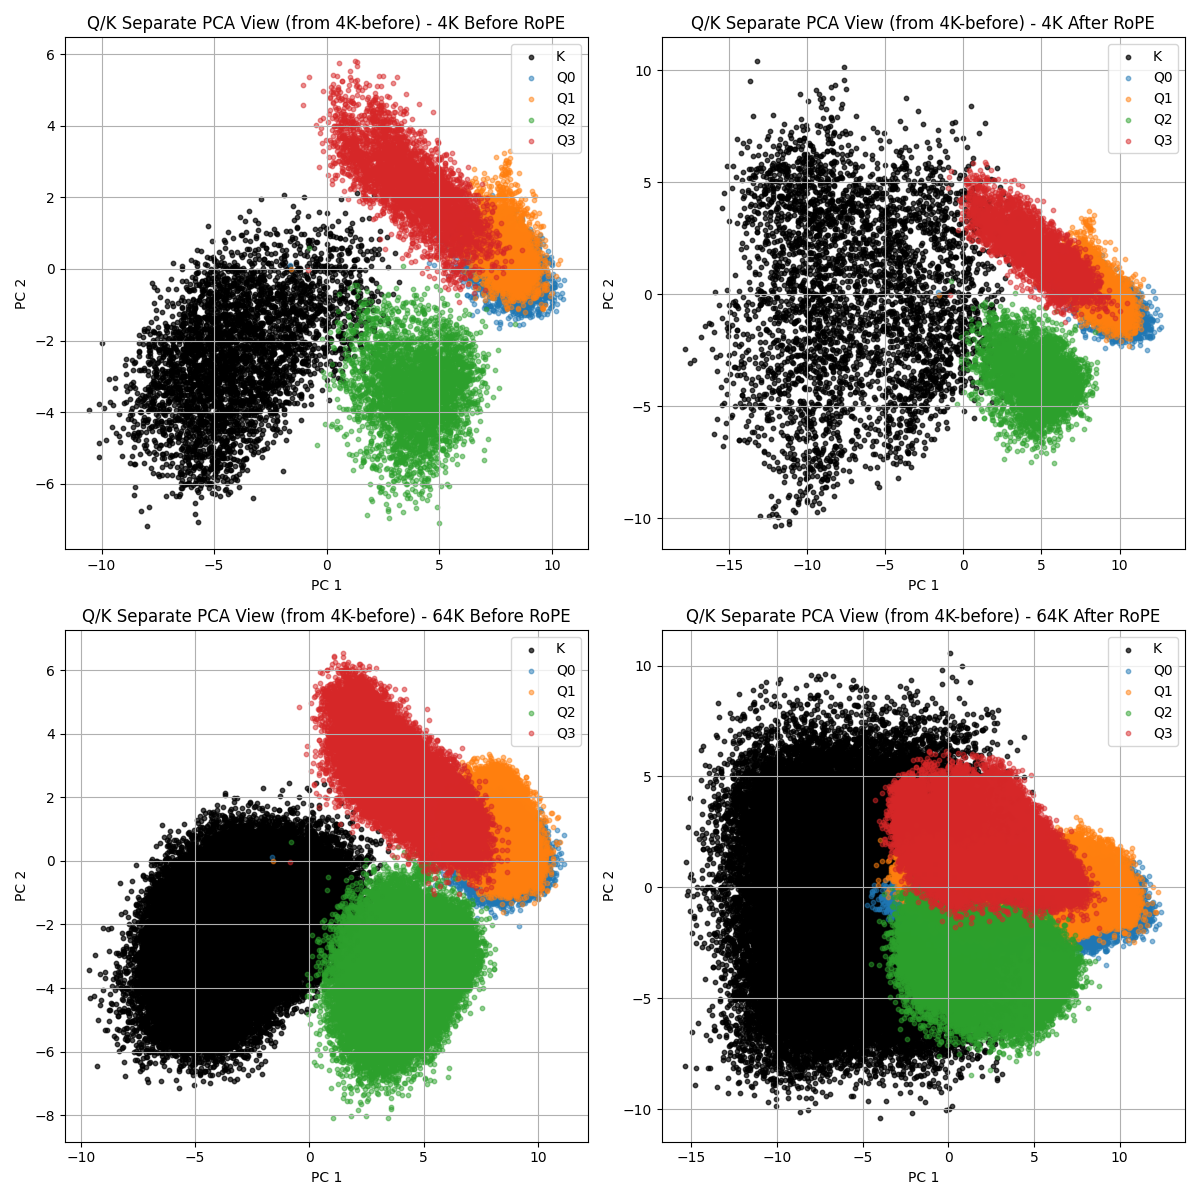 Q/K Separate PCA View (from 4K-before) - 4K Before RoPE
6
4
2
0
−2
−4
−6
PC 2
−10
−5
0
5
10
PC 1
K
Q0
Q1
Q2
Q3
Q/K Separate PCA View (from 4K-before) - 4K After RoPE
10
5
0
−5
−10
PC 2
−15
−10
−5
0
5
10
PC 1
K
Q0
Q1
Q2
Q3
Q/K Separate PCA View (from 4K-before) - 64K Before RoPE
6
4
2
0
−2
−4
−6
−8
PC 2
−10
−5
0
5
10
PC 1
K
Q0
Q1
Q2
Q3
Q/K Separate PCA View (from 4K-before) - 64K After RoPE
10
5
0
−5
−10
PC 2
−15
−10
−5
0
5
10
PC 1
K
Q0
Q1
Q2
Q3